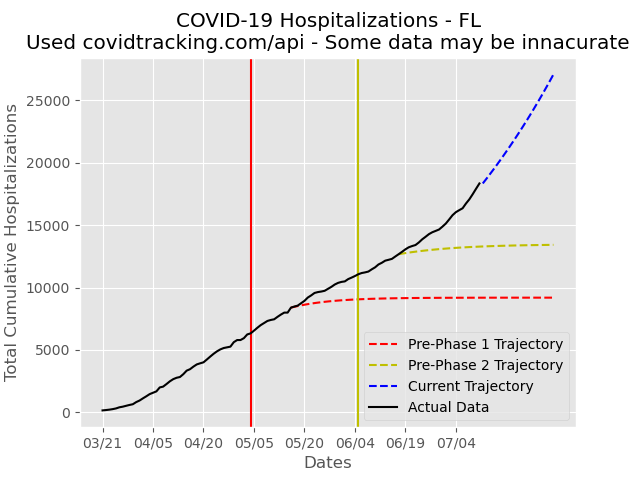 COVID-19 Hospitalizations - FL
Used covidtracking.com/api - Some data may be innacurate
Total Cumulative Hospitalizations
25000
20000
15000
10000
5000
0
Pre-Phase 1 Trajectory
Pre-Phase 2 Trajectory
Current Trajectory
Actual Data
03/21 04/05 04/20 05/05 05/20 06/04 06/19 07/04
Dates